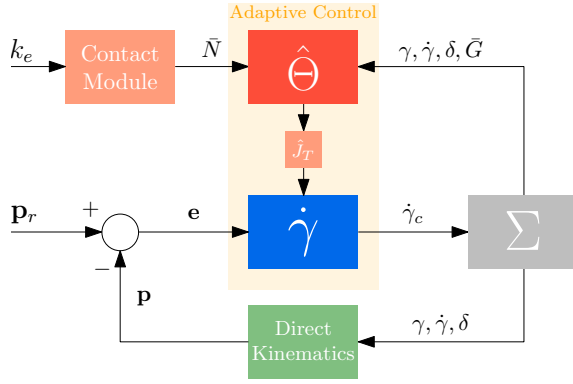 Adaptive Control
k_e
Contact
Module
N̄
Θ̂
γ, γ̇, δ, Ḡ
ĵ_T
p_r
+
e
γ̇
γ̇_c
Σ
−
p
Direct
Kinematics
γ, γ̇, δ